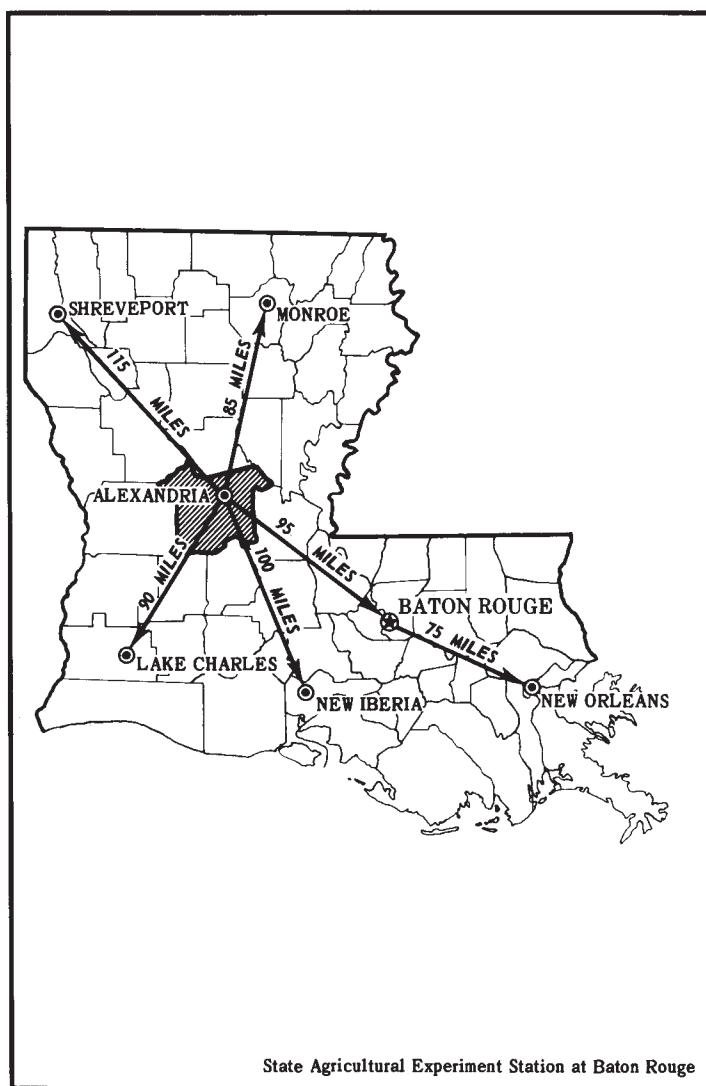 SHREVEPORT
MONROE
115 MILES
85 MILES
ALEXANDRIA
95 MILES
90 MILES
100 MILES
BATON ROUGE
75 MILES
LAKE CHARLES
NEW IBERIA
NEW ORLEANS
State Agricultural Experiment Station at Baton Rouge